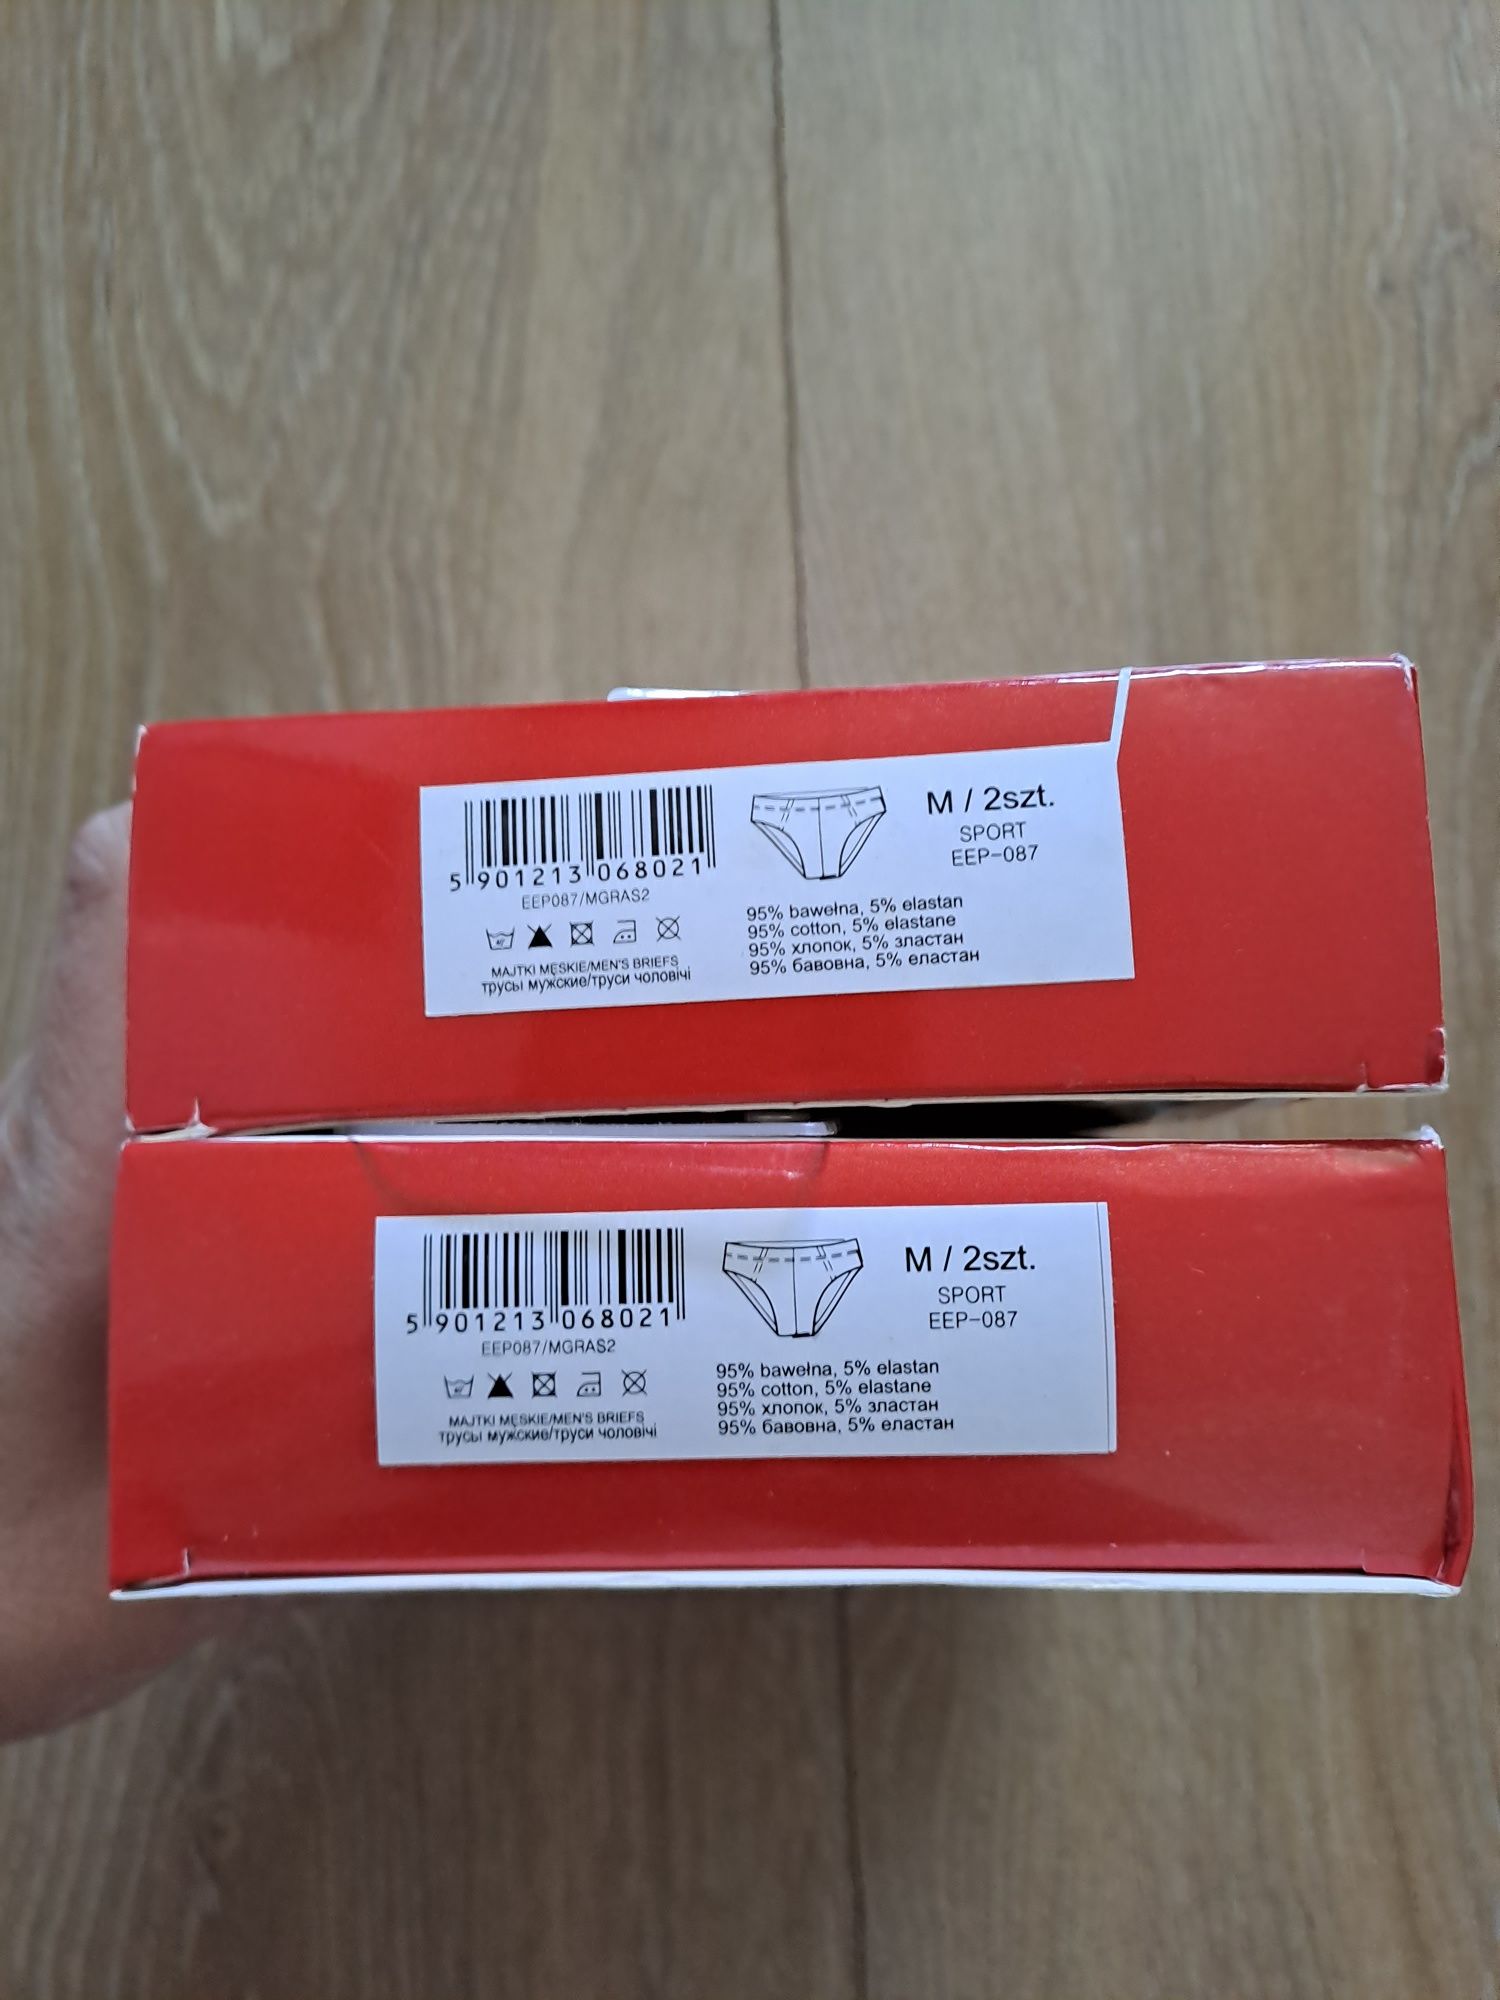 5 901213 068021
EEP087/MGRAS2
MAJTKI MĘSKIE/MEN'S BRIEFS
трусы мужские/труси чоловічі
M / 2szt.
SPORT
EEP-087
95% bawełna, 5% elastan
95% cotton, 5% elastane
95% хлопок, 5% зластан
95% бавовна, 5% еластан
5 901213 068021
EEP087/MGRAS2
MAJTKI MĘSKIE/MEN'S BRIEFS
трусы мужские/труси чоловічі
M / 2szt.
SPORT
EEP-087
95% bawełna, 5% elastan
95% cotton, 5% elastane
95% хлопок, 5% зластан
95% бавовна, 5% еластан